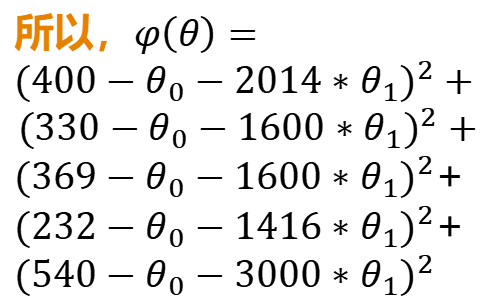 所以，φ(θ) =
(400 − θ₀ − 2014 * θ₁)² +
(330 − θ₀ − 1600 * θ₁)² +
(369 − θ₀ − 1600 * θ₁)² +
(232 − θ₀ − 1416 * θ₁)² +
(540 − θ₀ − 3000 * θ₁)²